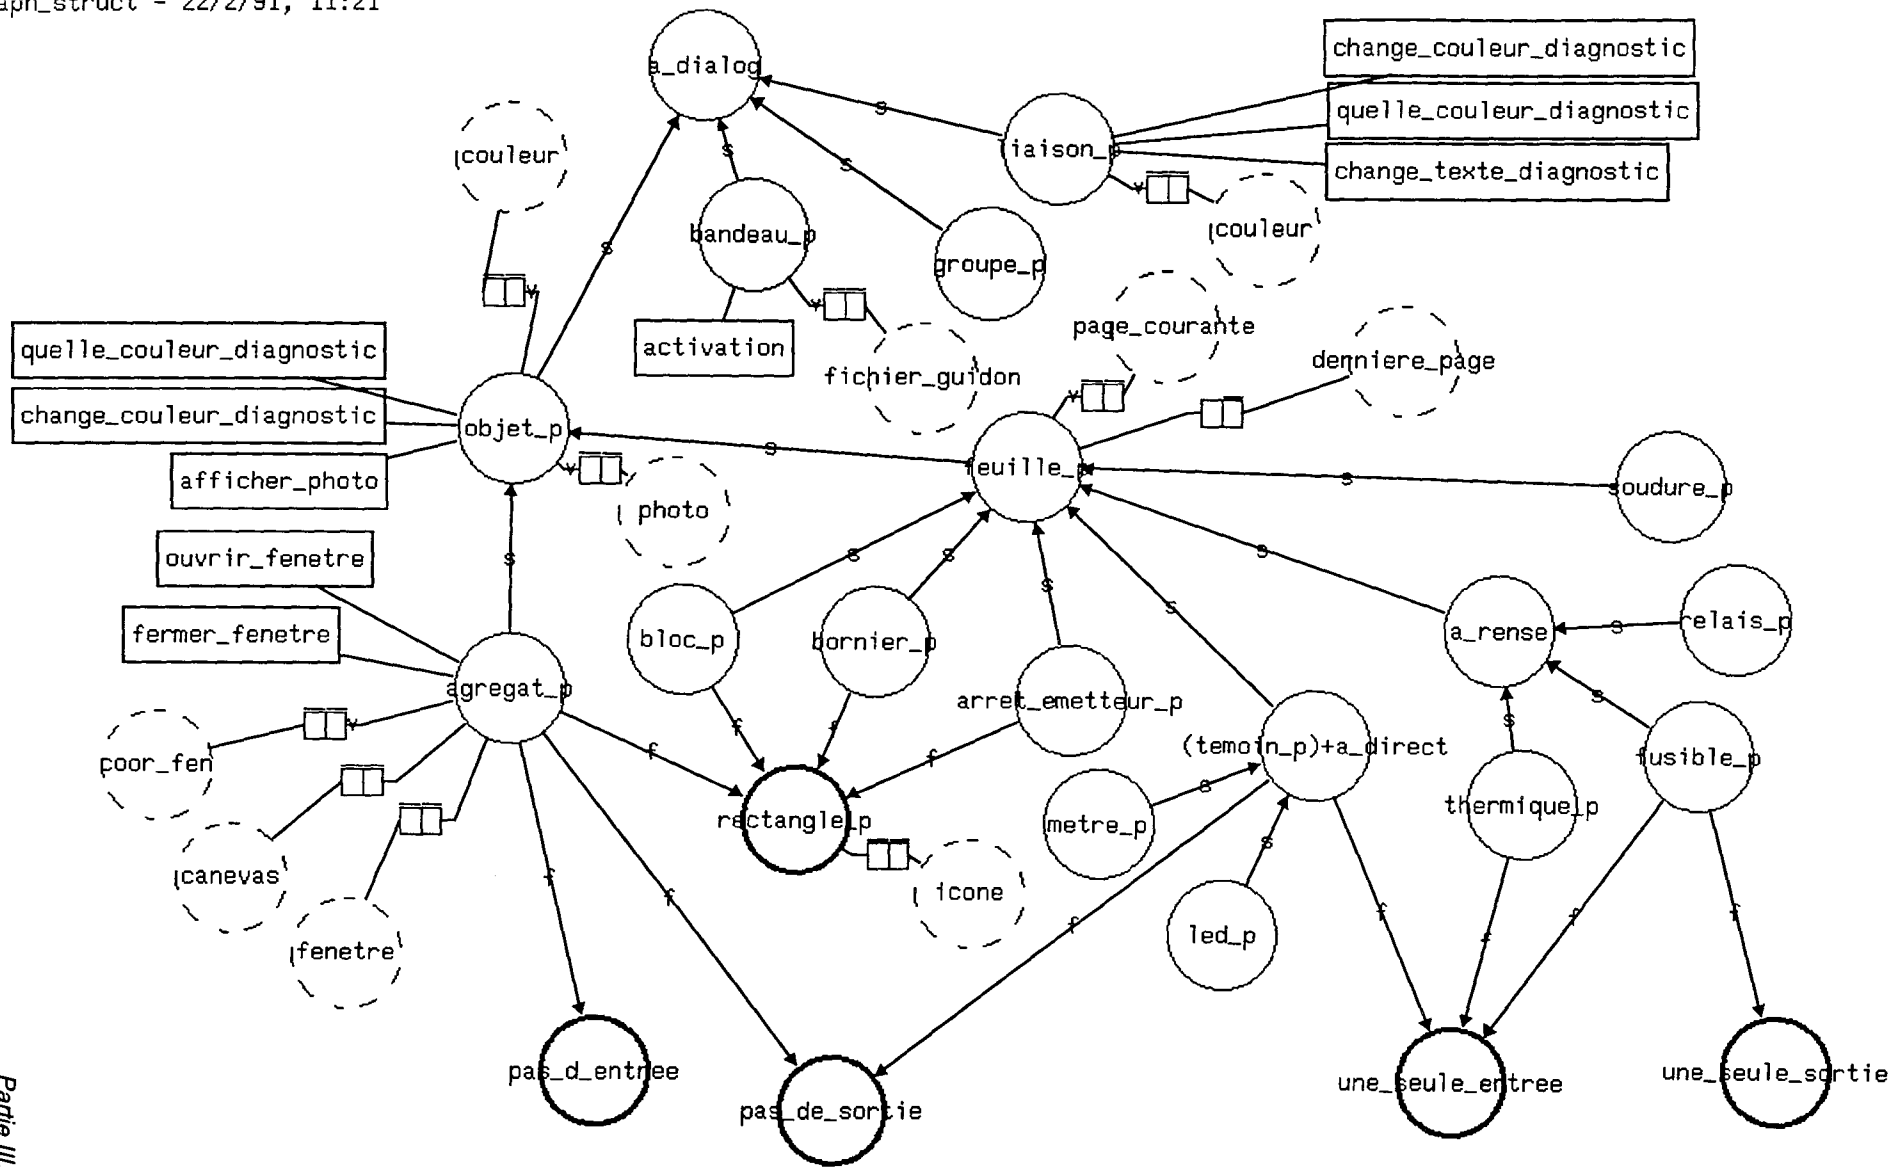 aph_struct - 22/2/91, 11:21
a_dialog
change_couleur_diagnostic
quelle_couleur_diagnostic
change_texte_diagnostic
couleur
s
liaison_p
v
couleur
s
s
bandeau_p
groupe_p
s
v
activation
fichier_guidon
page_courante
derniere_page
v
quelle_couleur_diagnostic
change_couleur_diagnostic
afficher_photo
objet_p
v
photo
s
feuille_p
v
s
soudure_p
ouvrir_fenetre
fermer_fenetre
s
agregat_p
s
s
s
s
s
bloc_p
bornier_p
arret_emetteur_p
(temoin_p)+a_direct
a_rense
s
relais_p
s
s
fusible_p
thermique_p
coor_fen
v
canevas
fenetre
f
f
f
f
rectangle_p
icone
metre_p
s
s
led_p
f
f
f
f
f
f
f
pas_d_entree
pas_de_sortie
une_seule_entree
une_seule_sortie
Partie III